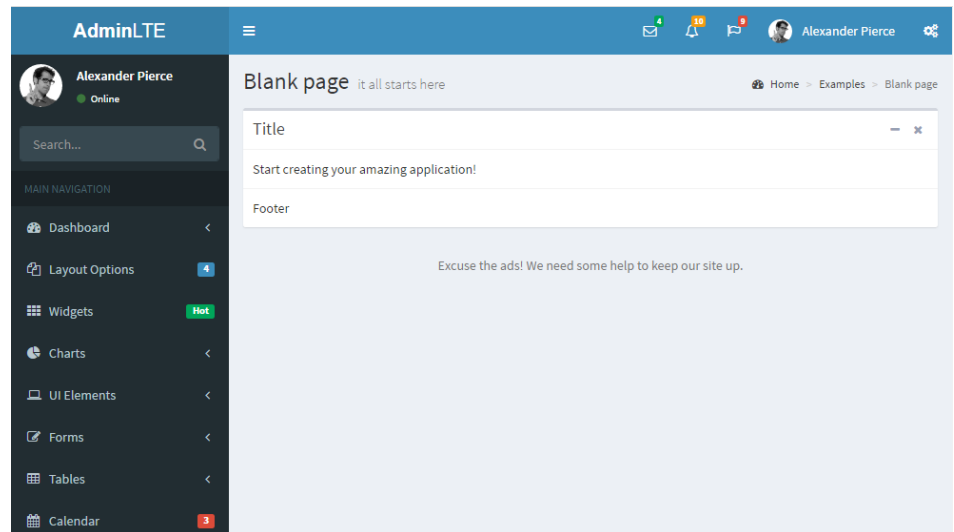 AdminLTE
4
10
9
Alexander Pierce
Alexander Pierce
Online
Search...
MAIN NAVIGATION
Dashboard
Layout Options 4
Widgets Hot
Charts
UI Elements
Forms
Tables
Calendar 3
Blank page it all starts here
Home > Examples > Blank page
Title
Start creating your amazing application!
Footer
Excuse the ads! We need some help to keep our site up.